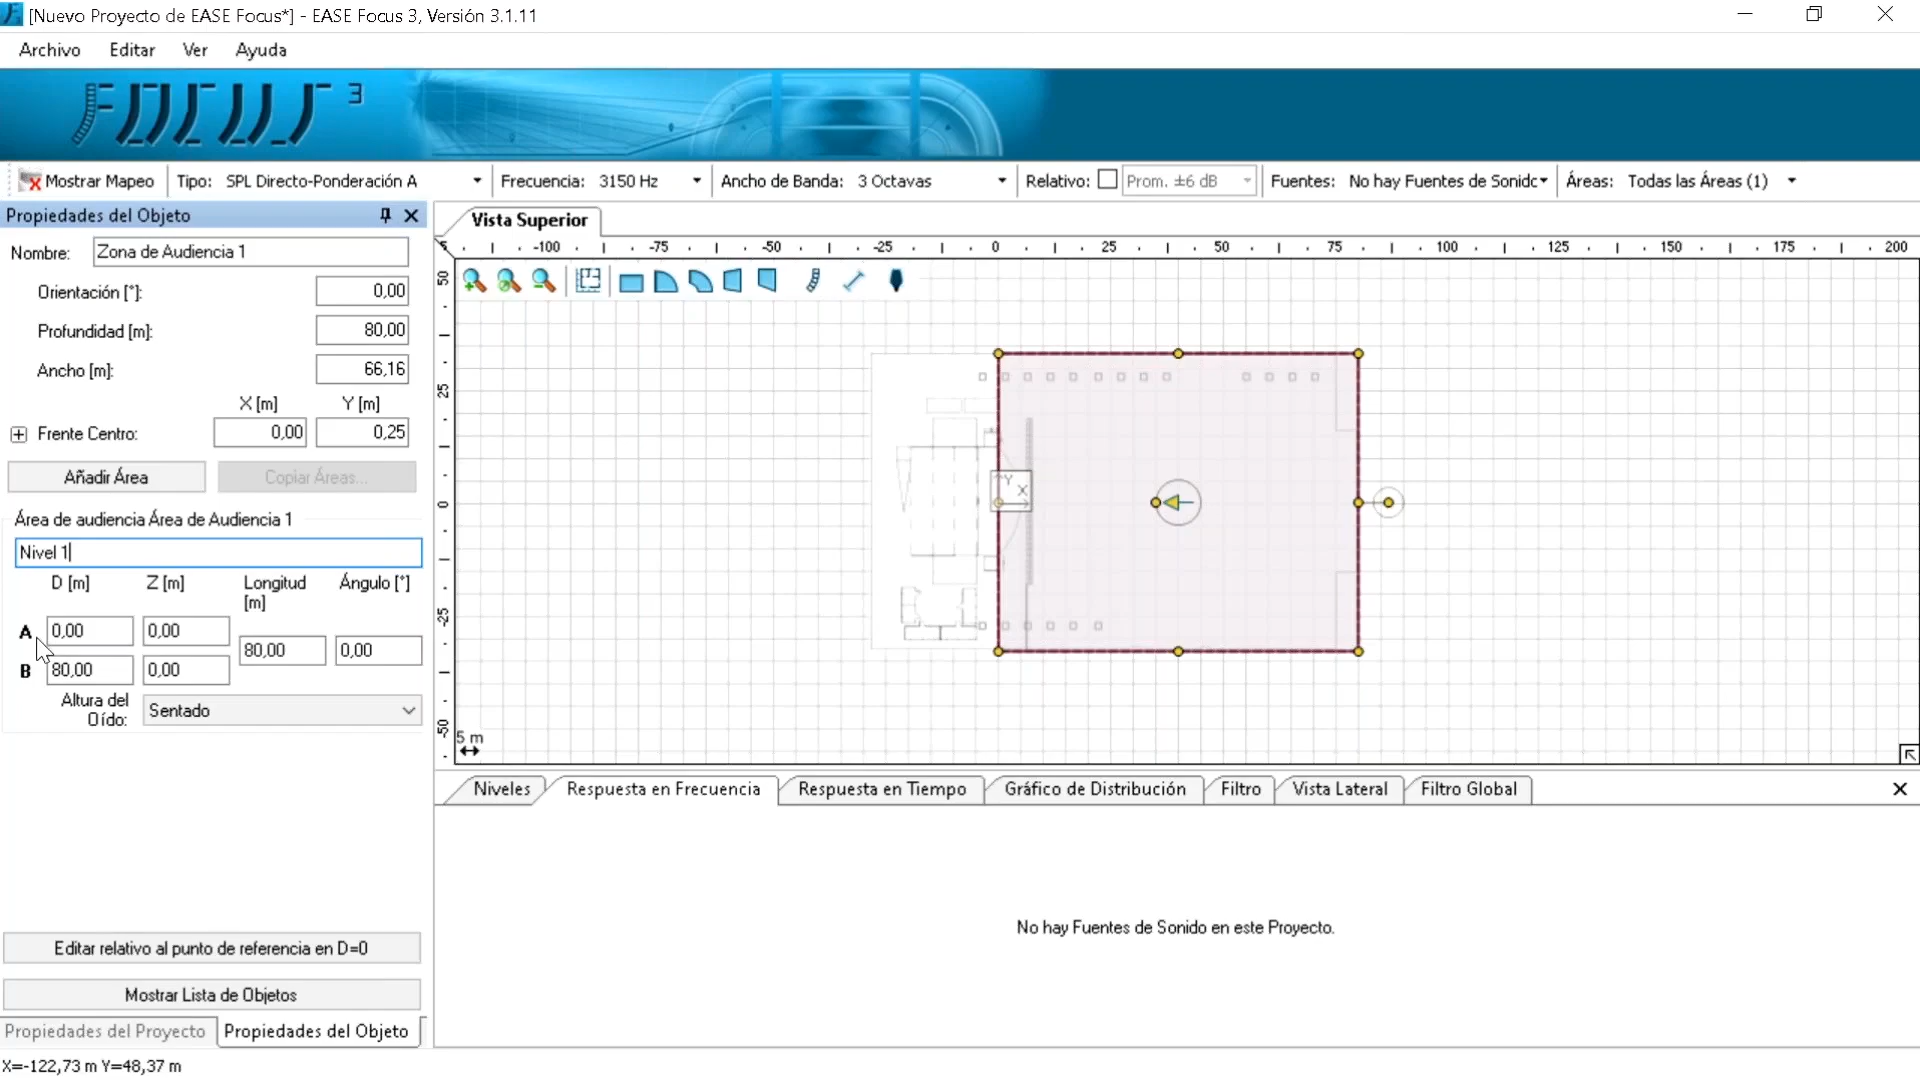 [Nuevo Proyecto de EASE Focus*] - EASE Focus 3, Versión 3.1.11
Archivo Editar Ver Ayuda
FOCUS 3
Mostrar Mapeo Tipo: SPL Directo-Ponderación A Frecuencia: 3150 Hz Ancho de Banda: 3 Octavas Relativo: Prom. ±6 dB Fuentes: No hay Fuentes de Sonidc Áreas: Todas las Áreas (1)
Propiedades del Objeto
Nombre: Zona de Audiencia 1
Orientación [°]: 0,00
Profundidad [m]: 80,00
Ancho [m]: 66,16
X [m] Y [m]
Frente Centro: 0,00 0,25
Añadir Área Copiar Áreas...
Área de audiencia Área de Audiencia 1
Nivel 1
D [m] Z [m] Longitud [m] Ángulo [°]
A 0,00 0,00
80,00 0,00
B 80,00 0,00
Altura del Oído: Sentado
Editar relativo al punto de referencia en D=0
Mostrar Lista de Objetos
Propiedades del Proyecto Propiedades del Objeto
X=-122,73 m Y=48,37 m
Vista Superior
5 -100 -75 -50 -25 0 25 50 75 100 125 150 175 200
50
25
0
-25
-50
Y
X
5 m
Niveles Respuesta en Frecuencia Respuesta en Tiempo Gráfico de Distribución Filtro Vista Lateral Filtro Global
No hay Fuentes de Sonido en este Proyecto.